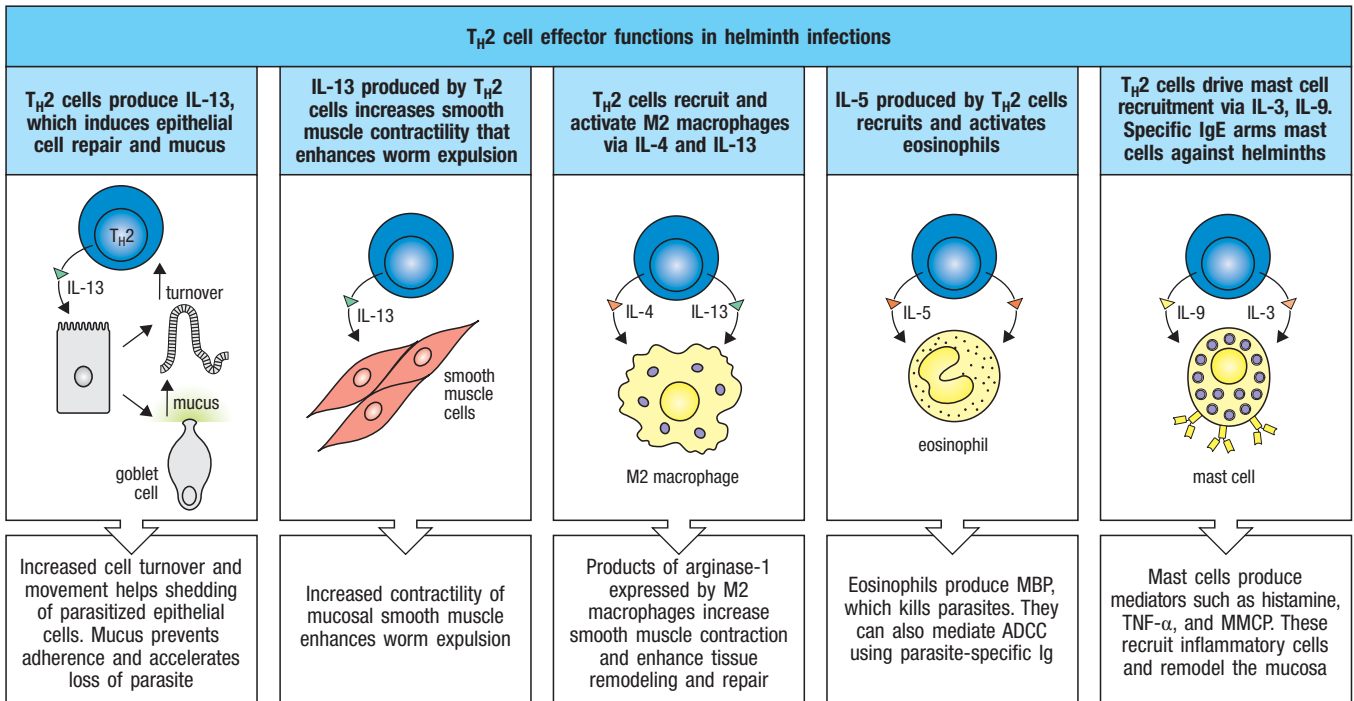 T_H2 cell effector functions in helminth infections
T_H2 cells produce IL-13,
which induces epithelial
cell repair and mucus
IL-13 produced by T_H2
cells increases smooth
muscle contractility that
enhances worm expulsion
T_H2 cells recruit and
activate M2 macrophages
via IL-4 and IL-13
IL-5 produced by T_H2 cells
recruits and activates
eosinophils
T_H2 cells drive mast cell
recruitment via IL-3, IL-9.
Specific IgE arms mast
cells against helminths
T_H2
IL-13
turnover
mucus
goblet
cell
IL-13
smooth
muscle
cells
IL-4
IL-13
M2 macrophage
IL-5
eosinophil
IL-9
IL-3
mast cell
Increased cell turnover and
movement helps shedding
of parasitized epithelial
cells. Mucus prevents
adherence and accelerates
loss of parasite
Increased contractility of
mucosal smooth muscle
enhances worm expulsion
Products of arginase-1
expressed by M2
macrophages increase
smooth muscle contraction
and enhance tissue
remodeling and repair
Eosinophils produce MBP,
which kills parasites. They
can also mediate ADCC
using parasite-specific Ig
Mast cells produce
mediators such as histamine,
TNF-α, and MMCP. These
recruit inflammatory cells
and remodel the mucosa